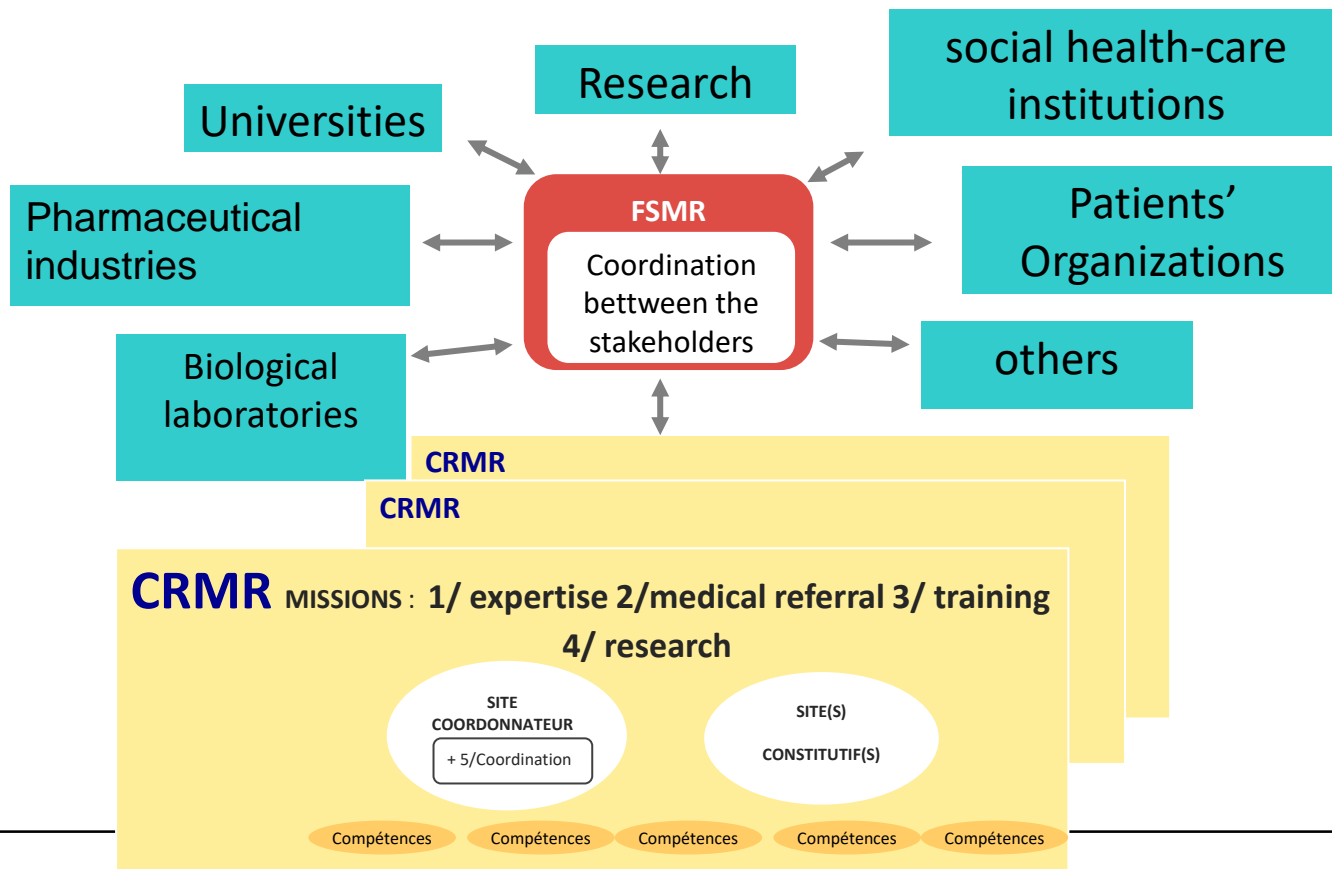 Research
social health-care
institutions
Universities
Pharmaceutical
industries
FSMR
Coordination
bettween the
stakeholders
Patients’
Organizations
Biological
laboratories
others
CRMR
CRMR
CRMR MISSIONS : 1/ expertise 2/medical referral 3/ training
4/ research
SITE
COORDONNATEUR
+ 5/Coordination
SITE(S)
CONSTITUTIF(S)
Compétences
Compétences
Compétences
Compétences
Compétences